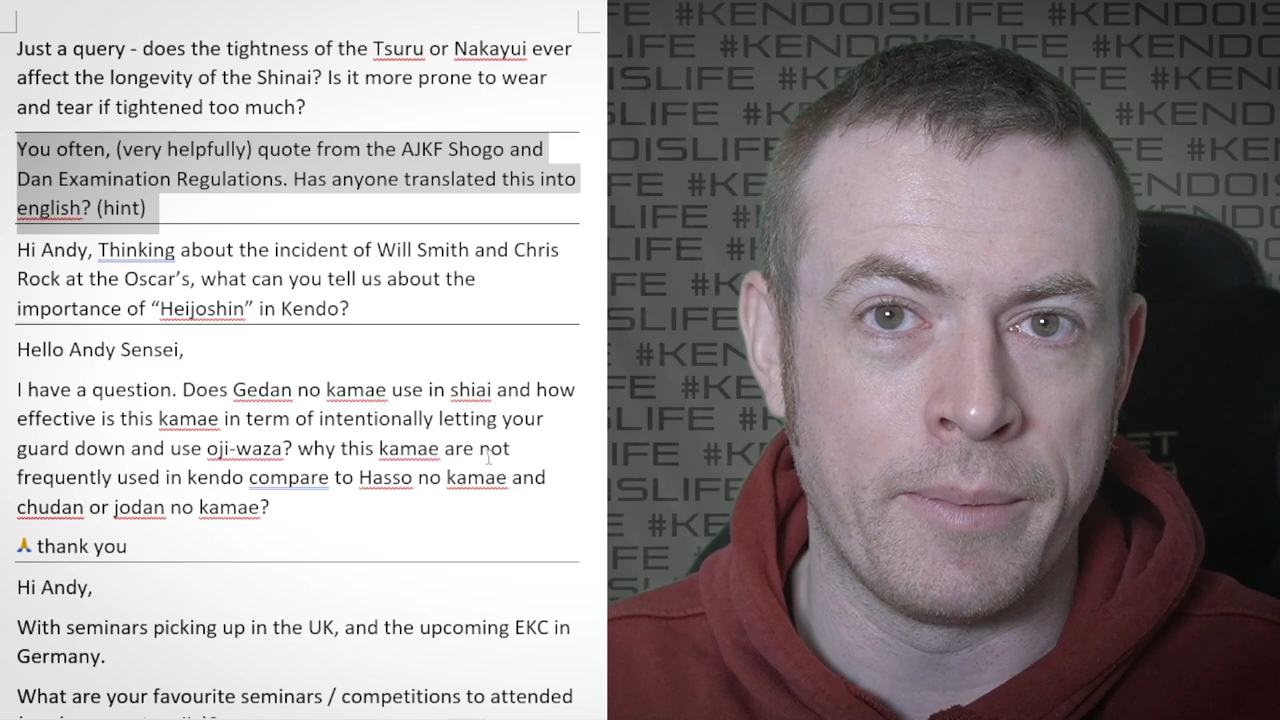 Just a query - does the tightness of the Tsuru or Nakayui ever
affect the longevity of the Shinai? Is it more prone to wear
and tear if tightened too much?
You often, (very helpfully) quote from the AJKF Shogo and
Dan Examination Regulations. Has anyone translated this into
english? (hint)
Hi Andy, Thinking about the incident of Will Smith and Chris
Rock at the Oscar's, what can you tell us about the
importance of “Heijoshin” in Kendo?
Hello Andy Sensei,
I have a question. Does Gedan no kamae use in shiai and how
effective is this kamae in term of intentionally letting your
guard down and use oji-waza? why this kamae are not
frequently used in kendo compare to Hasso no kamae and
chudan or jodan no kamae?
🙏 thank you
Hi Andy,
With seminars picking up in the UK, and the upcoming EKC in
Germany.
What are your favourite seminars / competitions to attended
#KENDOISLIFE